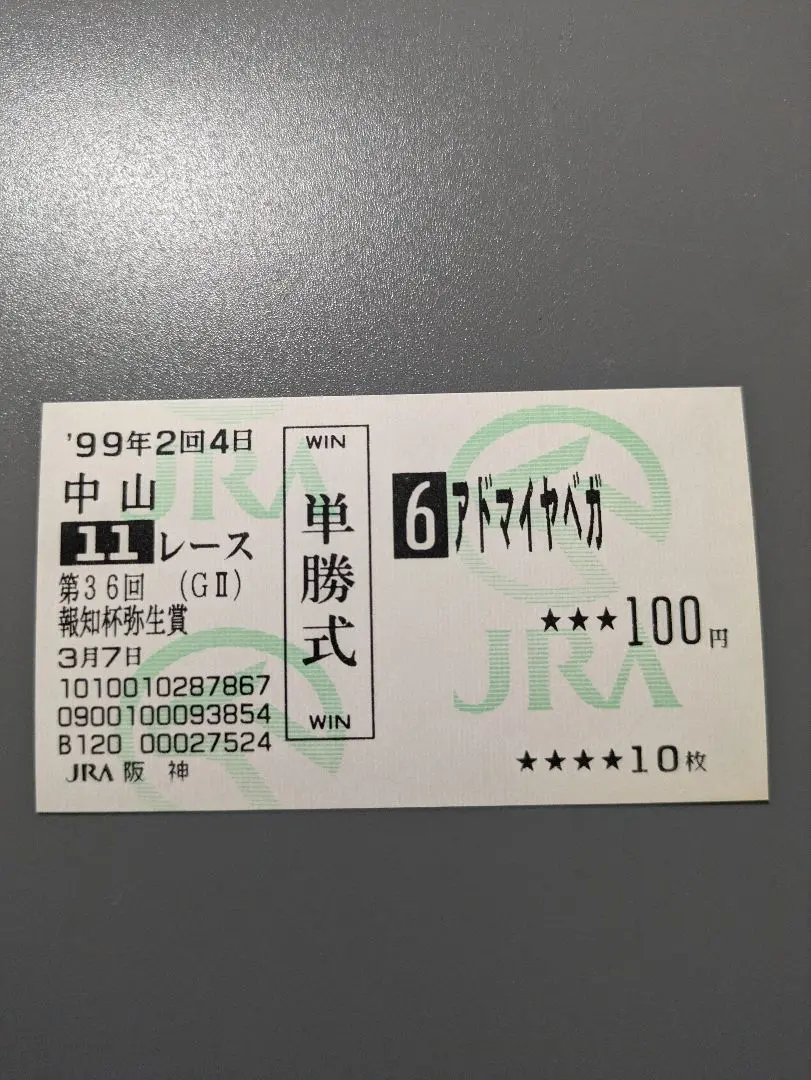 '99年2回4日
中山
11レース
第36回 (GⅡ)
報知杯弥生賞
3月7日
1010010287867
0900100093854
B120 00027524
JRA 阪神
WIN
単勝式
WIN
6 アドマイヤベガ
★★★100円
★★★★10枚
JRA
JRA